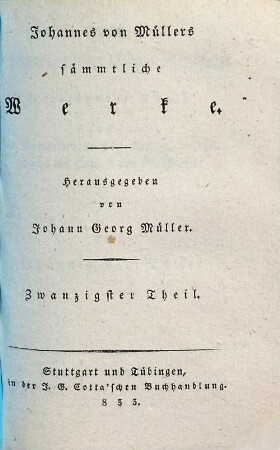 Johannes von Müllers
sämmtliche
Werke.
Herausgegeben
von
Johann Georg Müller.
Zwanzigster Theil.
Stuttgart und Tübingen,
in der J. G. Cotta'schen Buchhandlung.
833.